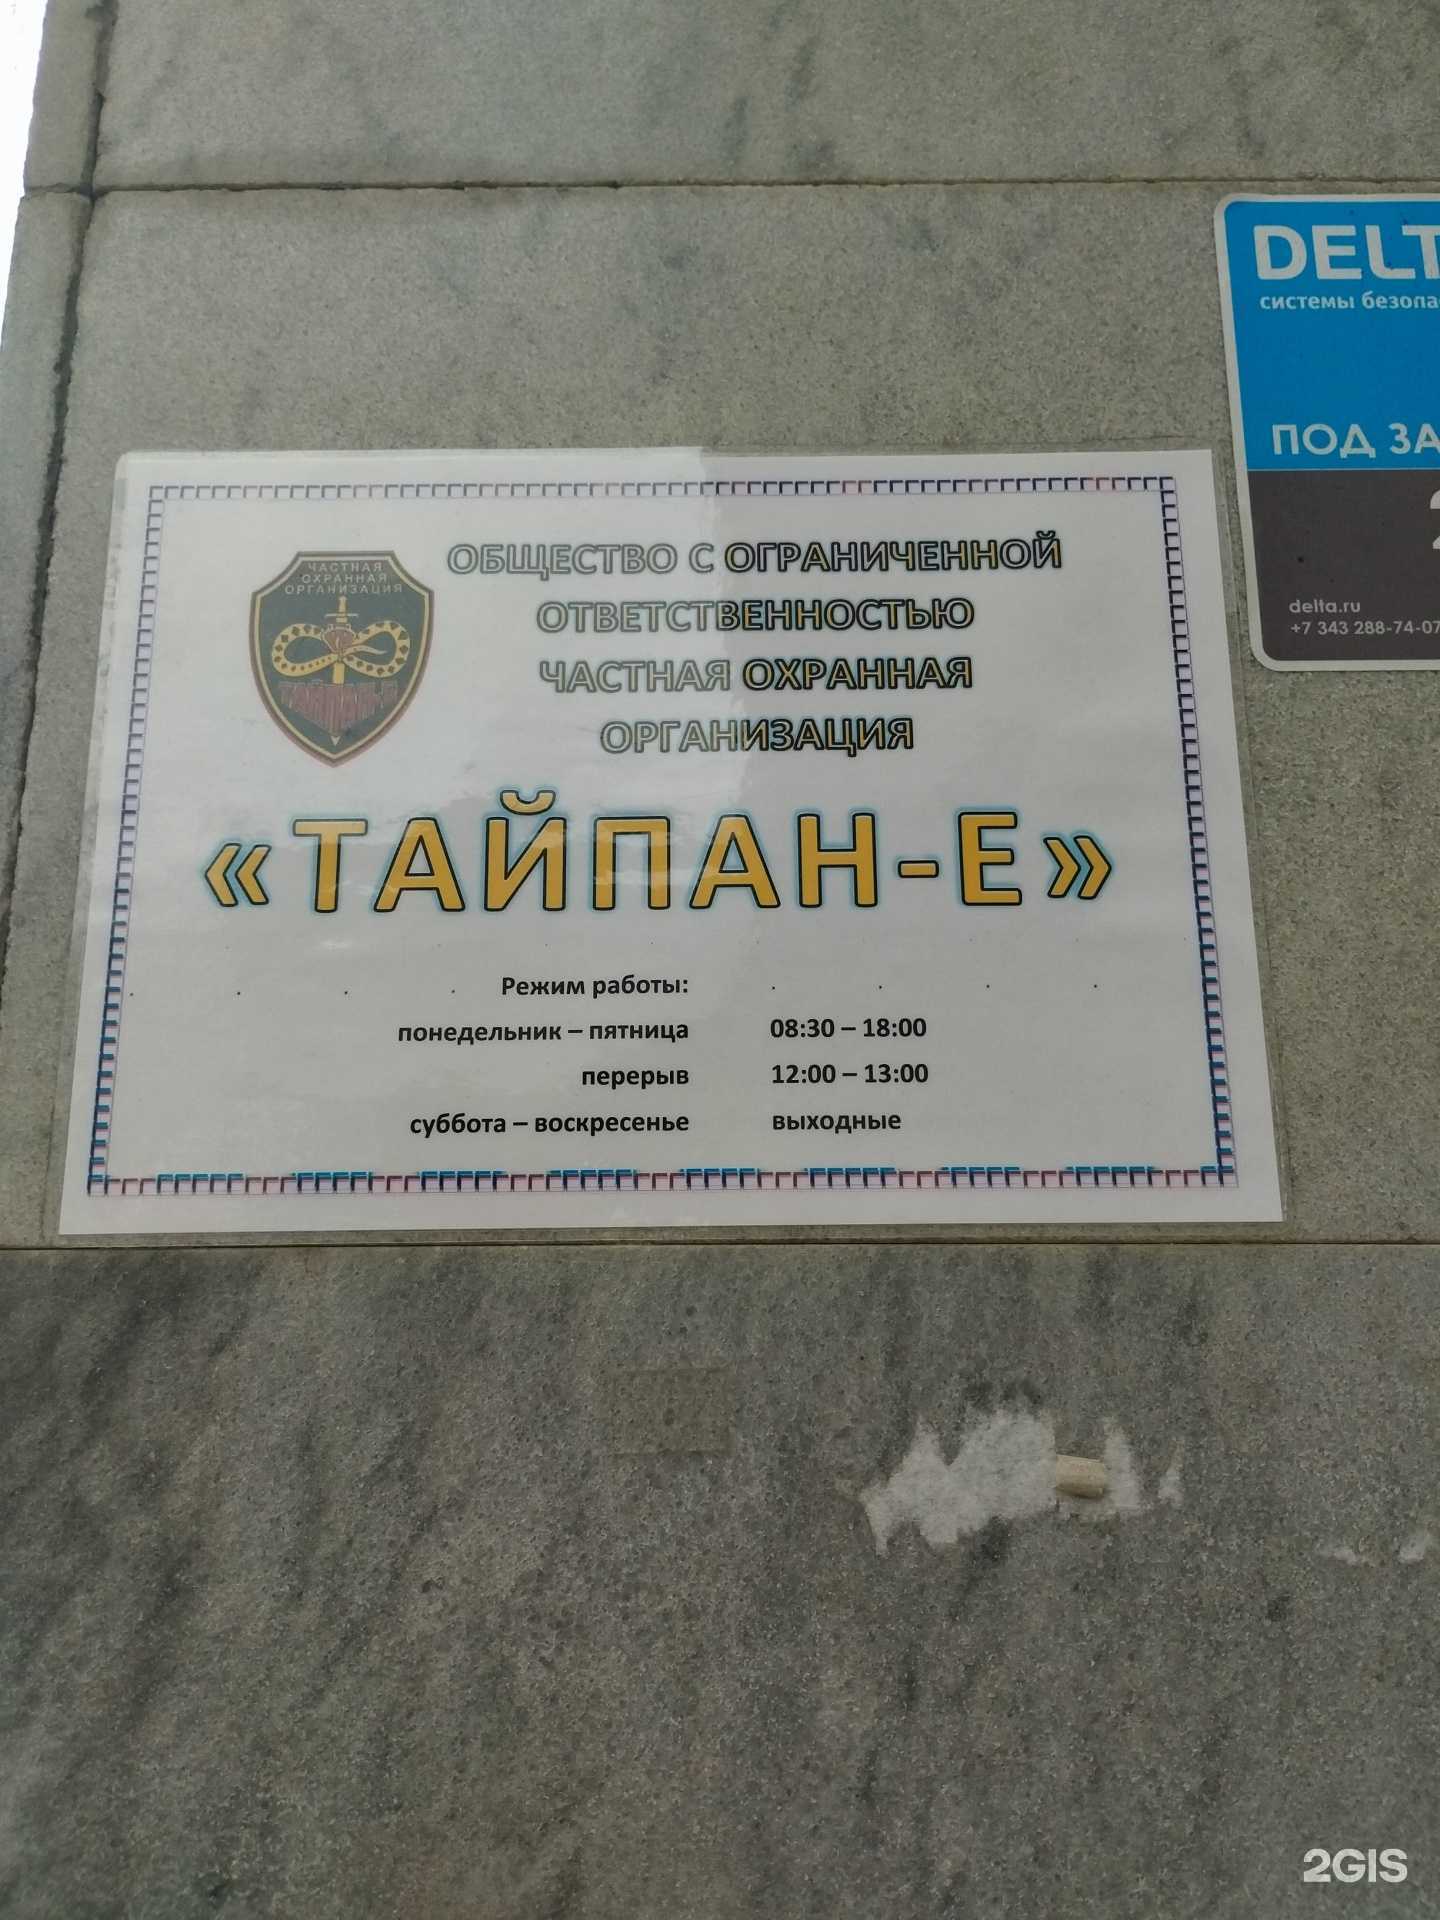 DELT
системы безопа
ПОД ЗА
delta.ru
+7 343 288-74-07
ЧАСТНАЯ
ОХРАННАЯ
ОРГАНИЗАЦИЯ
ТАЙПАН-Е
ОБЩЕСТВО С ОГРАНИЧЕННОЙ
ОТВЕТСТВЕННОСТЬЮ
ЧАСТНАЯ ОХРАННАЯ
ОРГАНИЗАЦИЯ
«ТАЙПАН-Е»
Режим работы:
понедельник – пятница 08:30 – 18:00
перерыв 12:00 – 13:00
суббота – воскресенье выходные
2GIS